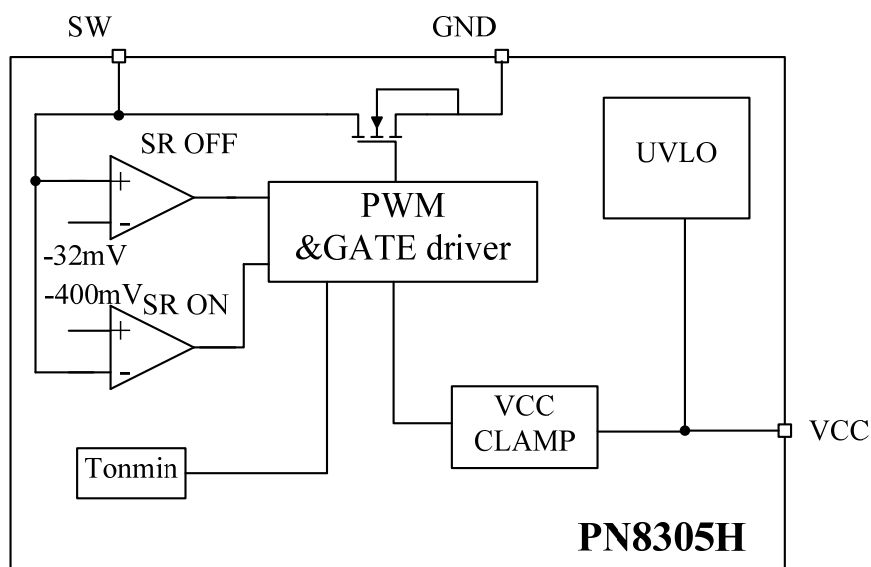 SW
GND
SR OFF
UVLO
+
-
PWM
&GATE driver
-32mV
-400mV
SR ON
+
-
VCC
CLAMP
VCC
Tonmin
PN8305H